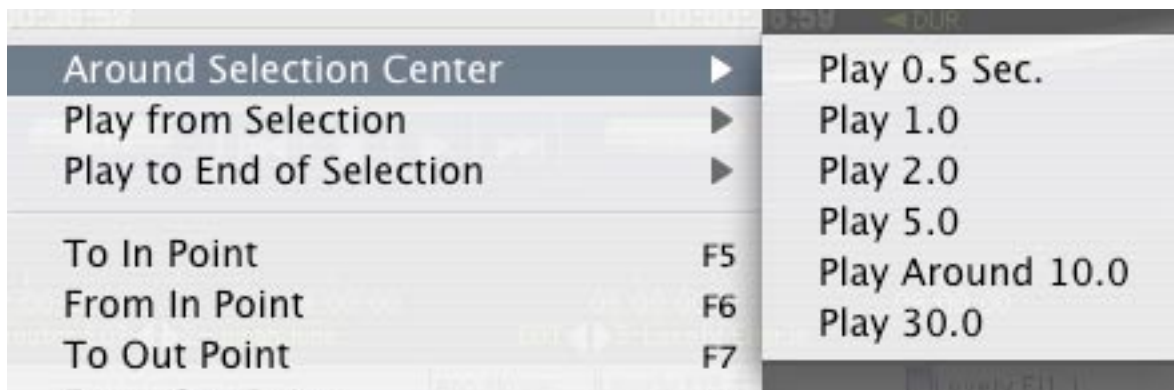 Around Selection Center
Play from Selection
Play to End of Selection
To In Point F5
From In Point F6
To Out Point F7
DUR
Play 0.5 Sec.
Play 1.0
Play 2.0
Play 5.0
Play Around 10.0
Play 30.0